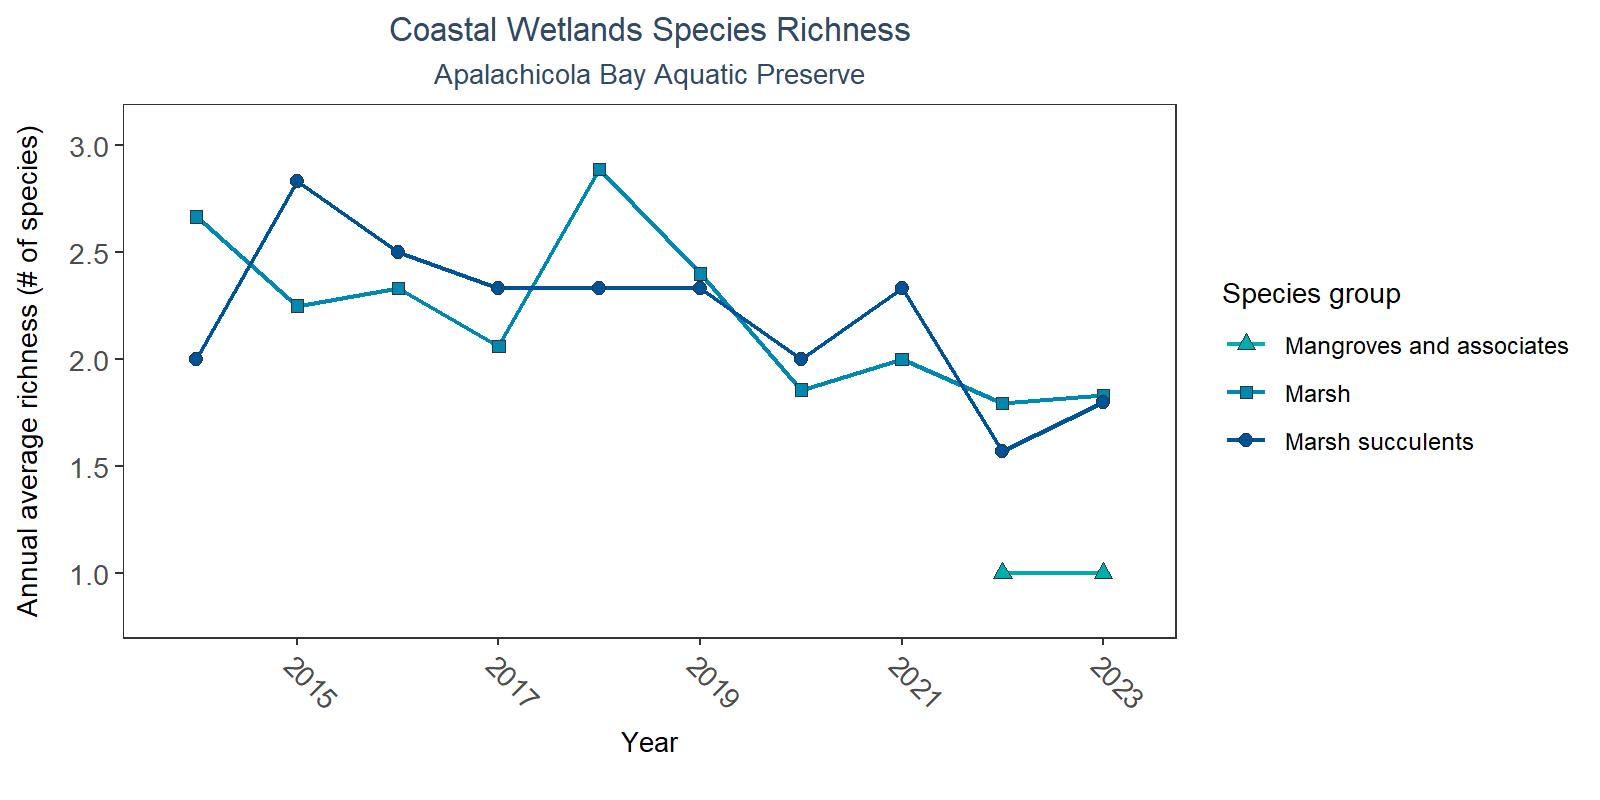 Coastal Wetlands Species Richness
Apalachicola Bay Aquatic Preserve
Annual average richness (# of species)
3.0
2.5
2.0
1.5
1.0
2015
2017
2019
2021
2023
Year
Species group
Mangroves and associates
Marsh
Marsh succulents